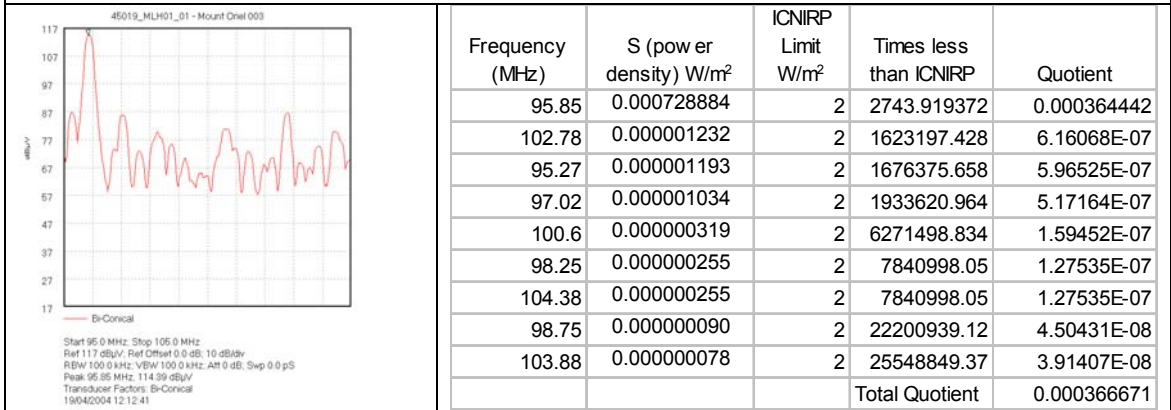 45019_MLH01_01 - Mount Oriel 003
117
107
97
87
77
67
57
47
37
27
17
dBµV
Bi-Conical
Start 95.0 MHz; Stop 105.0 MHz
Ref 117 dBµV; Ref Offset 0.0 dB; 10 dB/div
RBW 100.0 kHz; VBW 100.0 kHz; Att 0 dB; Swp 0.0 pS
Peak 95.85 MHz, 114.39 dBµV
Transducer Factors: Bi-Conical
19/04/2004 12:12:41
Frequency (MHz) S (pow er density) W/m² ICNIRP Limit W/m² Times less than ICNIRP Quotient
95.85 0.000728884 2 2743.919372 0.000364442
102.78 0.000001232 2 1623197.428 6.16068E-07
95.27 0.000001193 2 1676375.658 5.96525E-07
97.02 0.000001034 2 1933620.964 5.17164E-07
100.6 0.000000319 2 6271498.834 1.59452E-07
98.25 0.000000255 2 7840998.05 1.27535E-07
104.38 0.000000255 2 7840998.05 1.27535E-07
98.75 0.000000090 2 22200939.12 4.50431E-08
103.88 0.000000078 2 25548849.37 3.91407E-08
Total Quotient 0.000366671